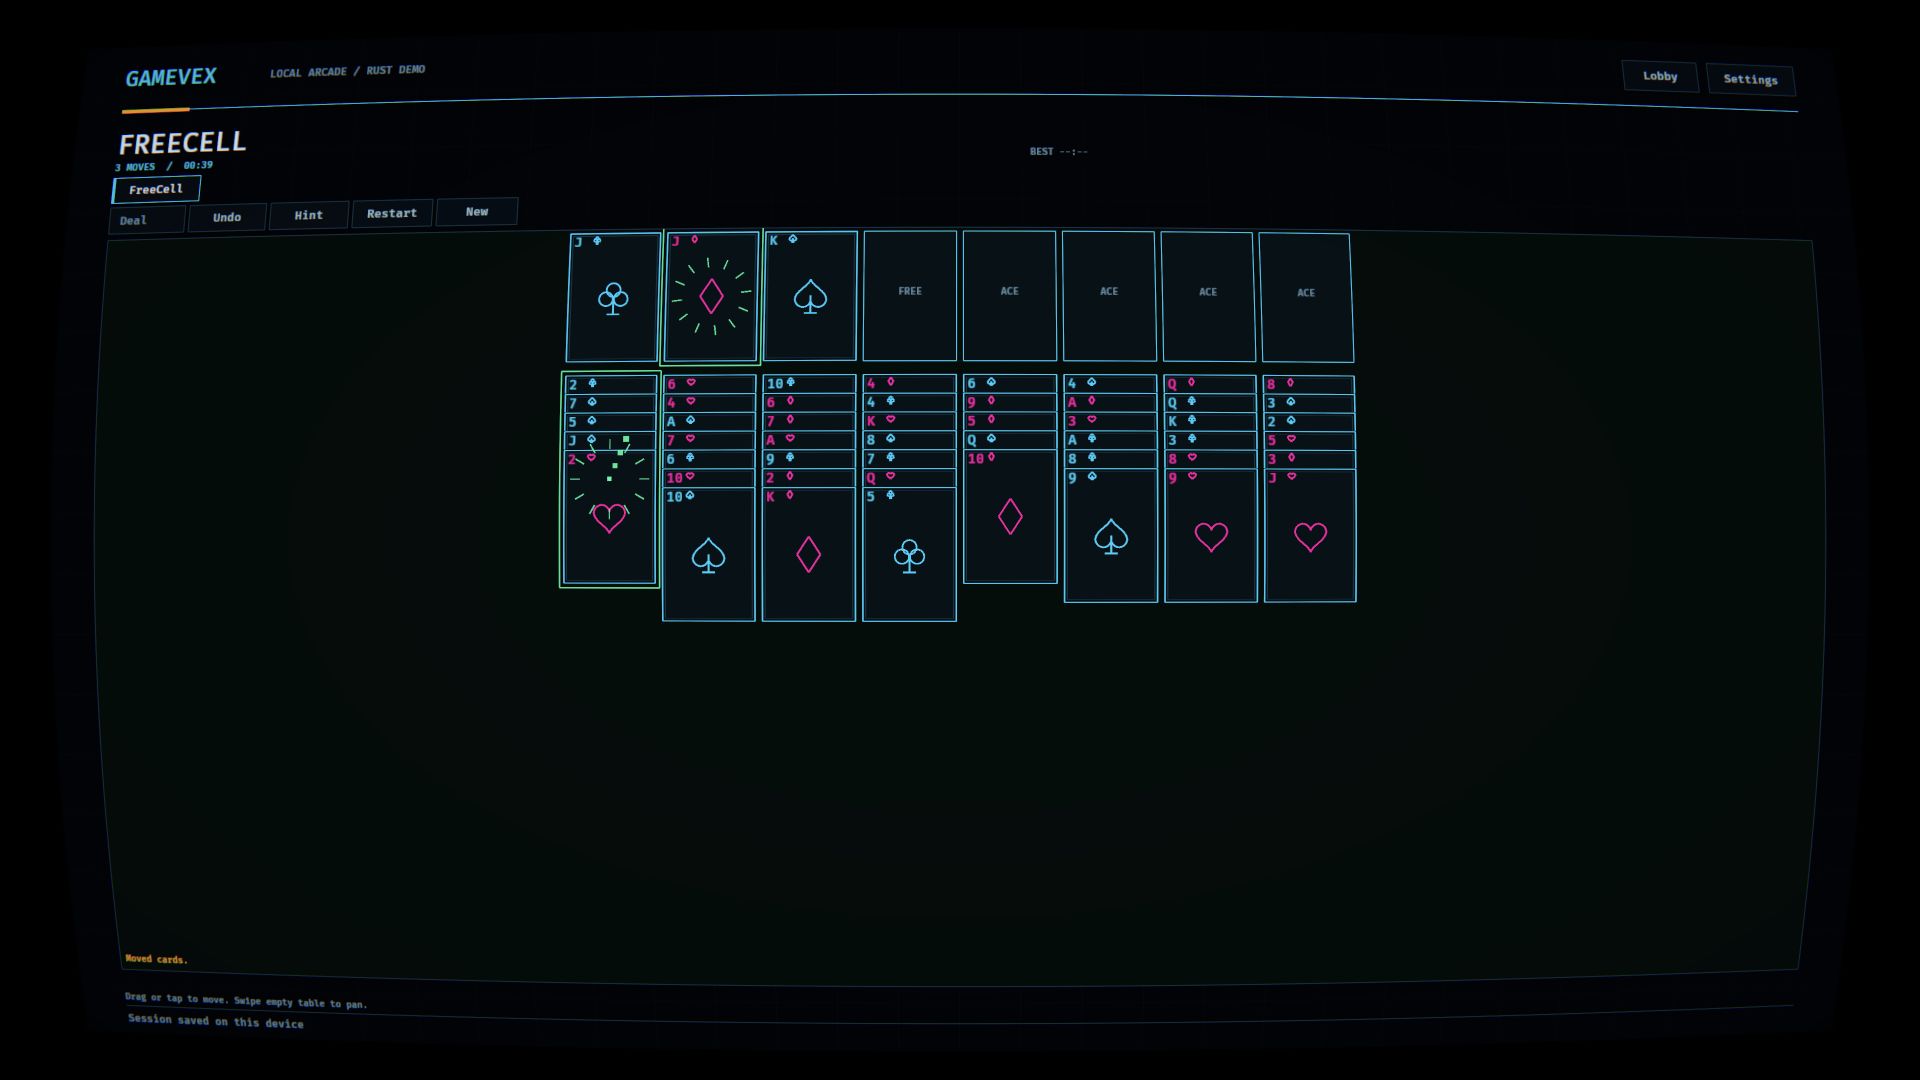 GAMEVEX
LOCAL ARCADE / RUST DEMO
Lobby
Settings
FREECELL
3 MOVES / 00:39
BEST --:--
FreeCell
Deal
Undo
Hint
Restart
New
J J K
FREE
ACE
ACE
ACE
ACE
2 6 10 4 6 4 Q 8
7 4 6 4 9 A Q 3
5 A 7 K 5 3 K 2
J 7 A 8 Q A 3 5
2 6 9 7 10 8 8 3
10 2 Q 9 9 J
10 K 5
Moved cards.
Drag or tap to move. Swipe empty table to pan.
Session saved on this device